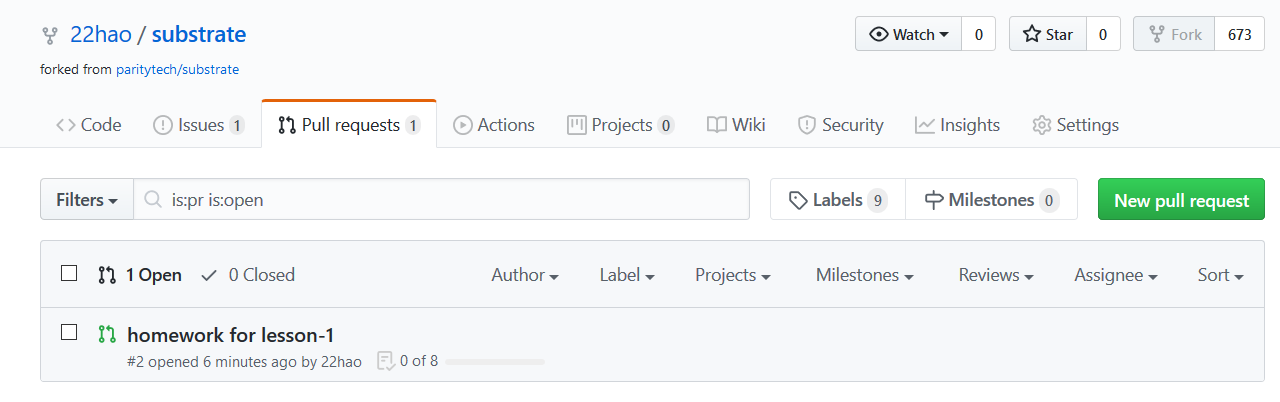 22hao / substrate
Watch 0 Star 0 Fork 673
forked from paritytech/substrate
Code Issues 1 Pull requests 1 Actions Projects 0 Wiki Security Insights Settings
Filters is:pr is:open Labels 9 Milestones 0 New pull request
1 Open 0 Closed Author Label Projects Milestones Reviews Assignee Sort
homework for lesson-1
#2 opened 6 minutes ago by 22hao 0 of 8